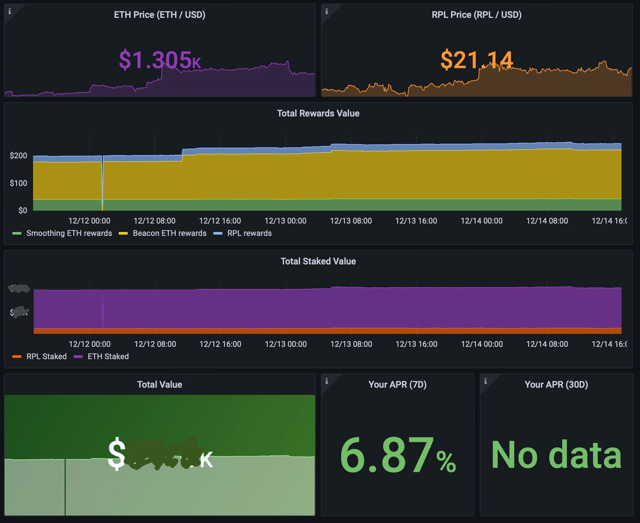 ETH Price (ETH / USD)
$1.305K
RPL Price (RPL / USD)
$21.14
Total Rewards Value
$200
$100
$0
12/12 00:00 12/12 08:00 12/12 16:00 12/13 00:00 12/13 08:00 12/13 16:00 12/14 00:00 12/14 08:00 12/14 16:
Smoothing ETH rewards Beacon ETH rewards RPL rewards
Total Staked Value
12/12 00:00 12/12 08:00 12/12 16:00 12/13 00:00 12/13 08:00 12/13 16:00 12/14 00:00 12/14 08:00 12/14 16:
RPL Staked ETH Staked
Total Value
$ K
Your APR (7D)
6.87%
Your APR (30D)
No data